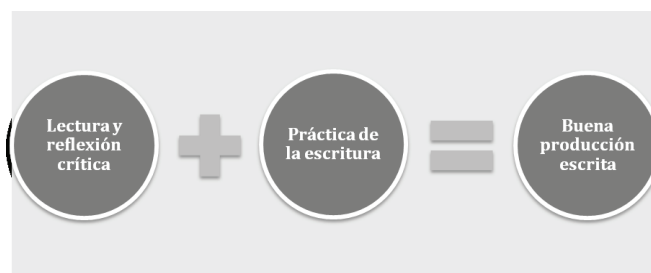 Lectura y
reflexión
crítica
Práctica de
la escritura
Buena
producción
escrita